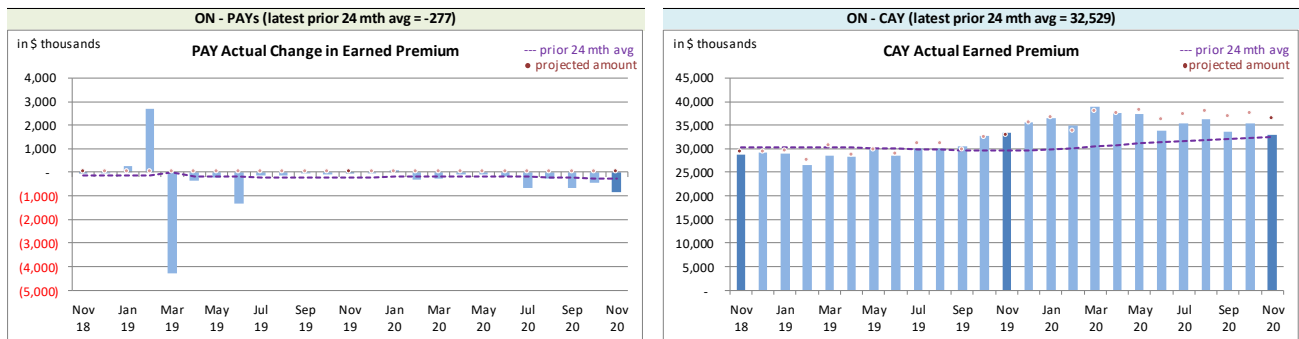 ON - PAYs (latest prior 24 mth avg = -277)
in $ thousands
PAY Actual Change in Earned Premium
--- prior 24 mth avg
• projected amount
4,000
3,000
2,000
1,000
-
(1,000)
(2,000)
(3,000)
(4,000)
(5,000)
Nov Jan Mar May Jul Sep Nov Jan Mar May Jul Sep Nov
18 19 19 19 19 19 19 20 20 20 20 20 20
ON - CAY (latest prior 24 mth avg = 32,529)
in $ thousands
CAY Actual Earned Premium
--- prior 24 mth avg
• projected amount
45,000
40,000
35,000
30,000
25,000
20,000
15,000
10,000
5,000
-
Nov Jan Mar May Jul Sep Nov Jan Mar May Jul Sep Nov
18 19 19 19 19 19 19 20 20 20 20 20 20